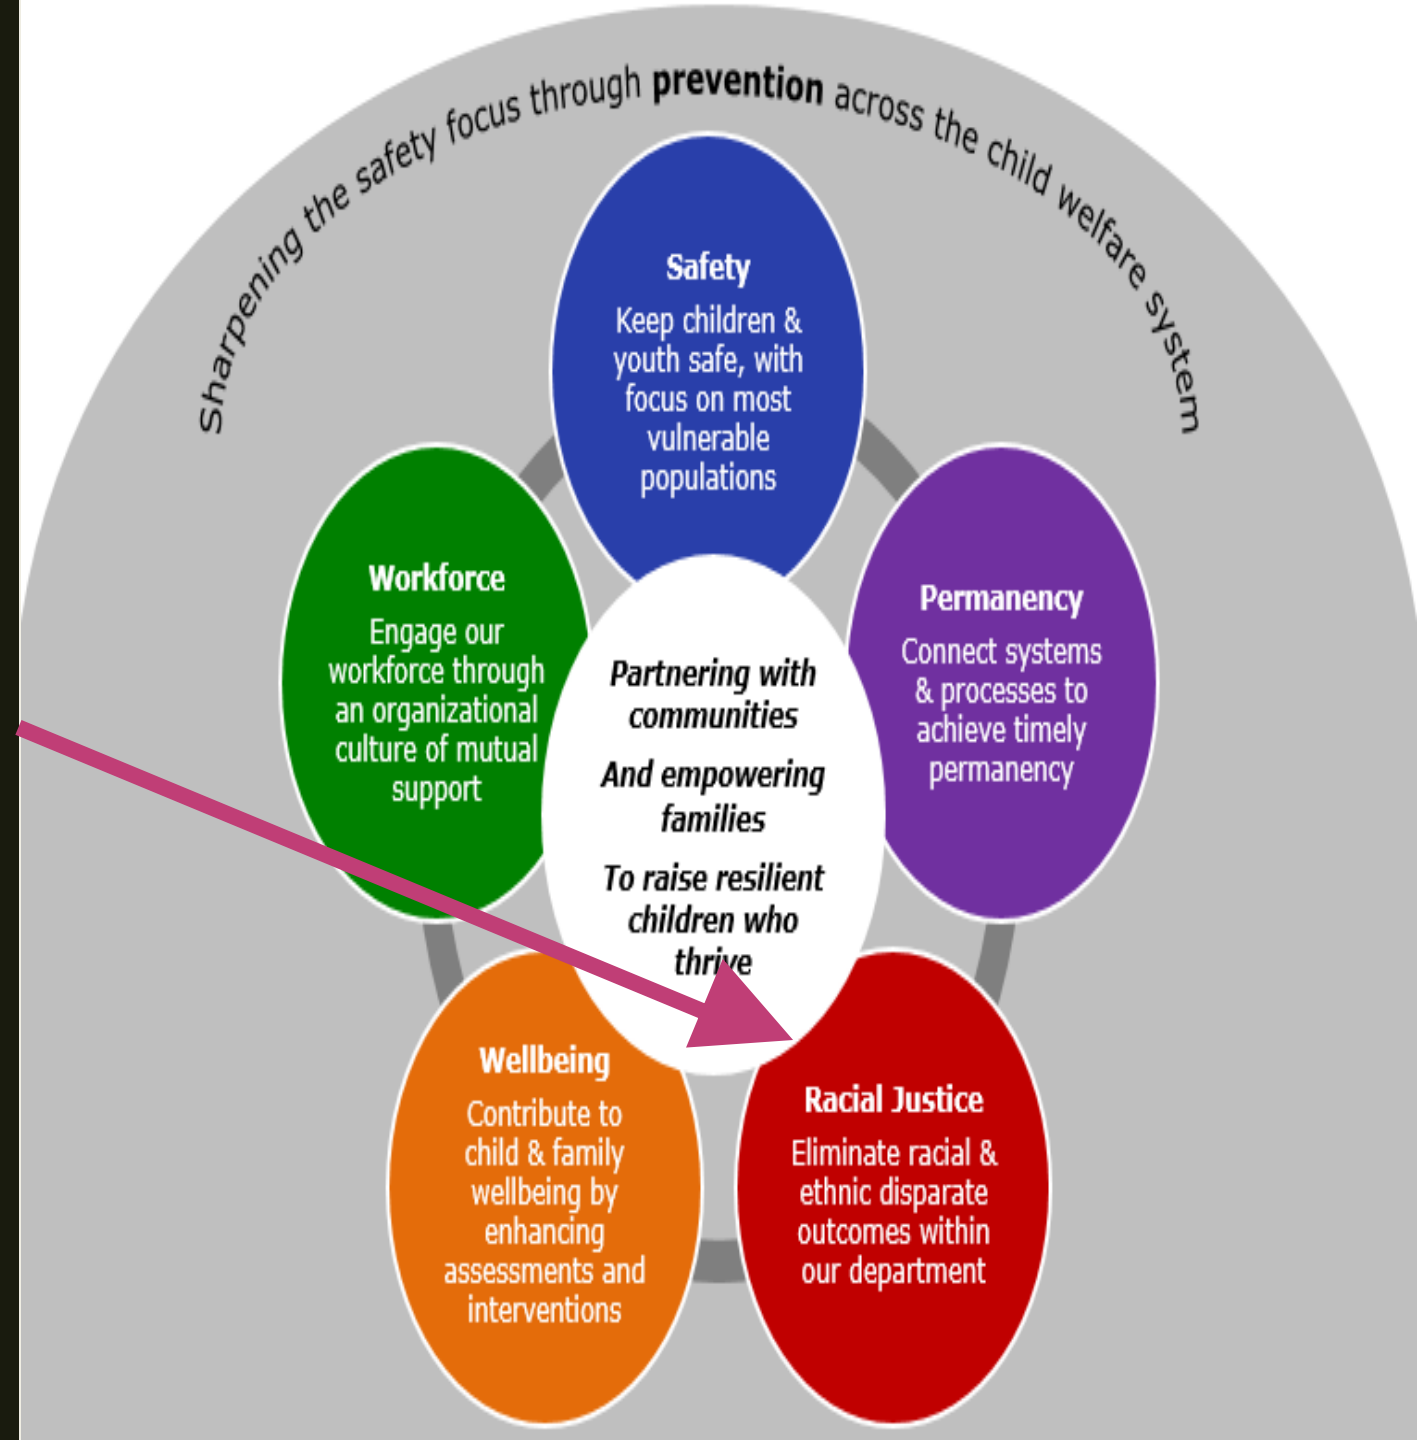 Sharpening the safety focus through prevention across the child welfare system
Safety
Keep children &
youth safe, with
focus on most
vulnerable
populations
Workforce
Engage our
workforce through
an organizational
culture of mutual
support
Permanency
Connect systems
& processes to
achieve timely
permanency
Partnering with
communities
And empowering
families
To raise resilient
children who
thrive
Wellbeing
Contribute to
child & family
wellbeing by
enhancing
assessments and
interventions
Racial Justice
Eliminate racial &
ethnic disparate
outcomes within
our department